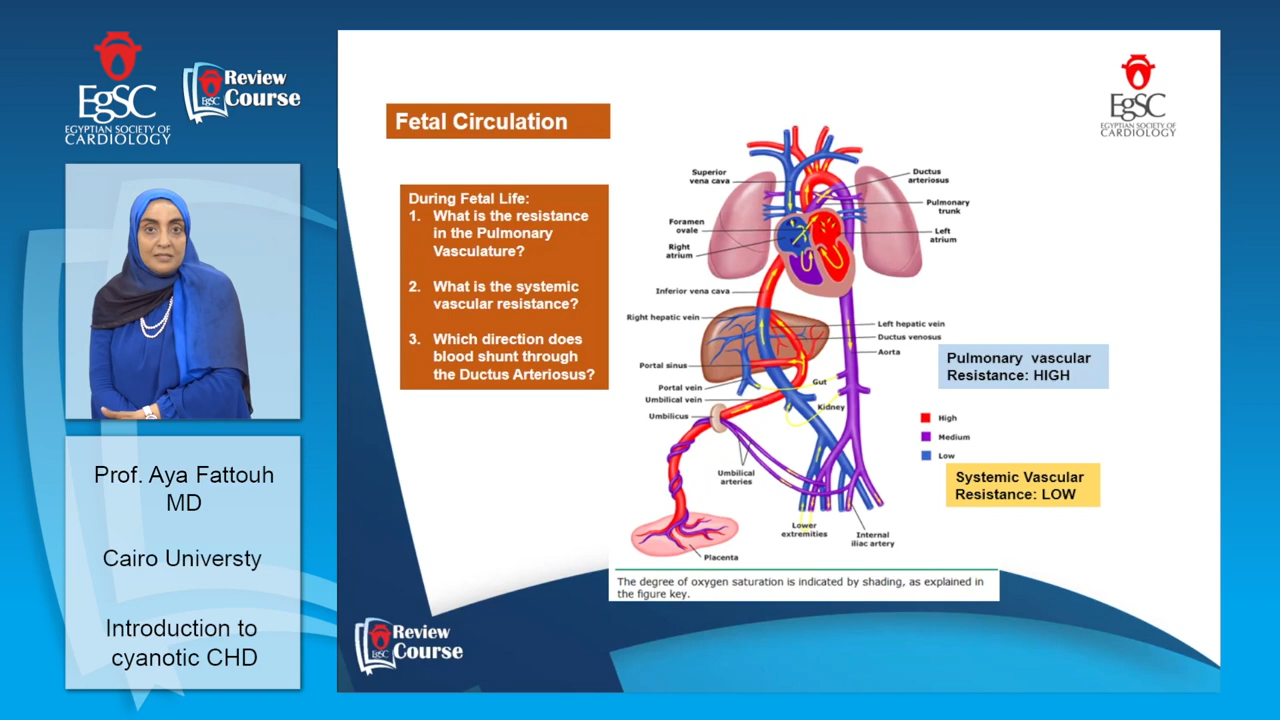 EgSC
EGYPTIAN SOCIETY OF
CARDIOLOGY
EgSC
Review
Course
Prof. Aya Fattouh
MD
Cairo Universty
Introduction to
cyanotic CHD
EgSC
EGYPTIAN SOCIETY OF
CARDIOLOGY
Fetal Circulation
During Fetal Life:
1. What is the resistance
in the Pulmonary
Vasculature?
2. What is the systemic
vascular resistance?
3. Which direction does
blood shunt through
the Ductus Arteriosus?
Superior
vena cava
Foramen
ovale
Right
atrium
Inferior vena cava
Right hepatic vein
Portal sinus
Portal vein
Umbilical vein
Umbilicus
Ductus
arteriosus
Pulmonary
trunk
Left
atrium
Left hepatic vein
Ductus venosus
Aorta
Gut
Kidney
Umbilical
arteries
Lower
extremities
Internal
iliac artery
Placenta
Pulmonary vascular
Resistance: HIGH
High
Medium
Low
Systemic Vascular
Resistance: LOW
The degree of oxygen saturation is indicated by shading, as explained in
the figure key.
EgSC
Review
Course